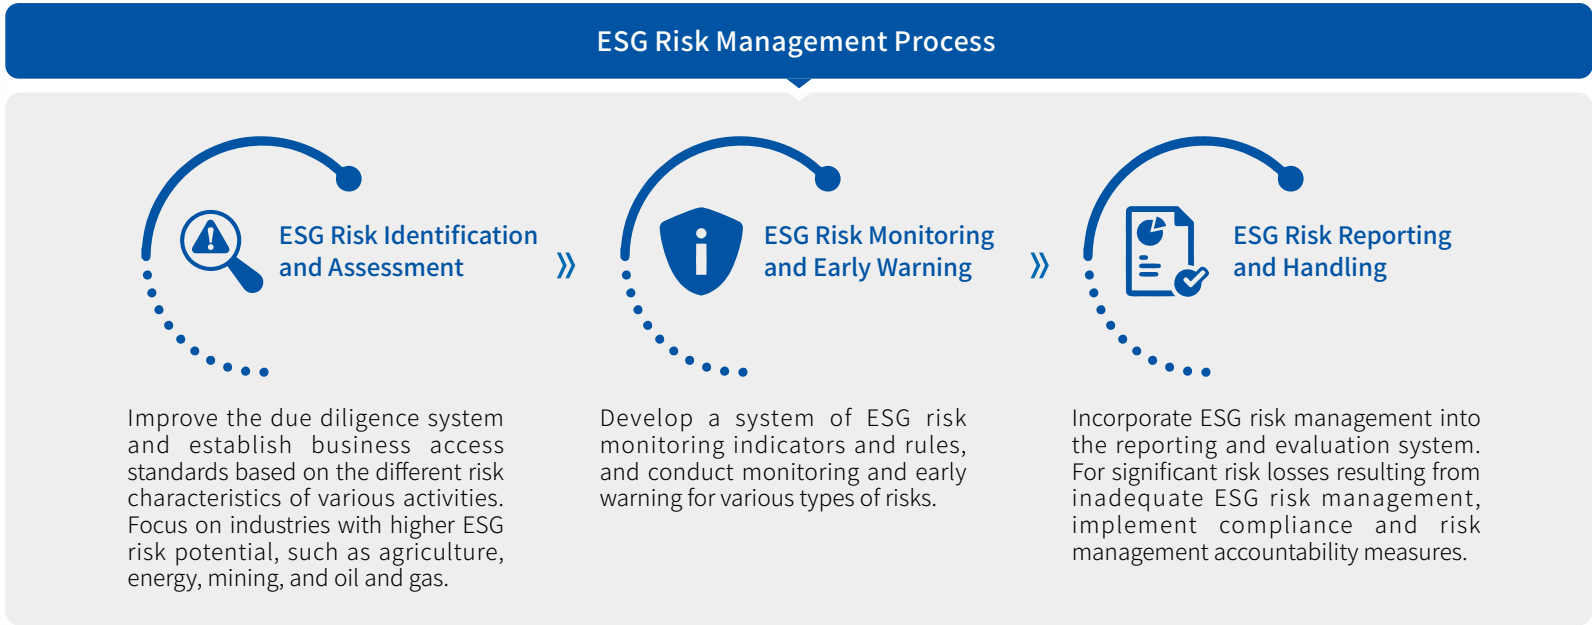 ESG Risk Management Process
ESG Risk Identification
and Assessment
»
ESG Risk Monitoring
and Early Warning
»
ESG Risk Reporting
and Handling
Improve the due diligence system
and establish business access
standards based on the different risk
characteristics of various activities.
Focus on industries with higher ESG
risk potential, such as agriculture,
energy, mining, and oil and gas.
Develop a system of ESG risk
monitoring indicators and rules,
and conduct monitoring and early
warning for various types of risks.
Incorporate ESG risk management into
the reporting and evaluation system.
For significant risk losses resulting from
inadequate ESG risk management,
implement compliance and risk
management accountability measures.